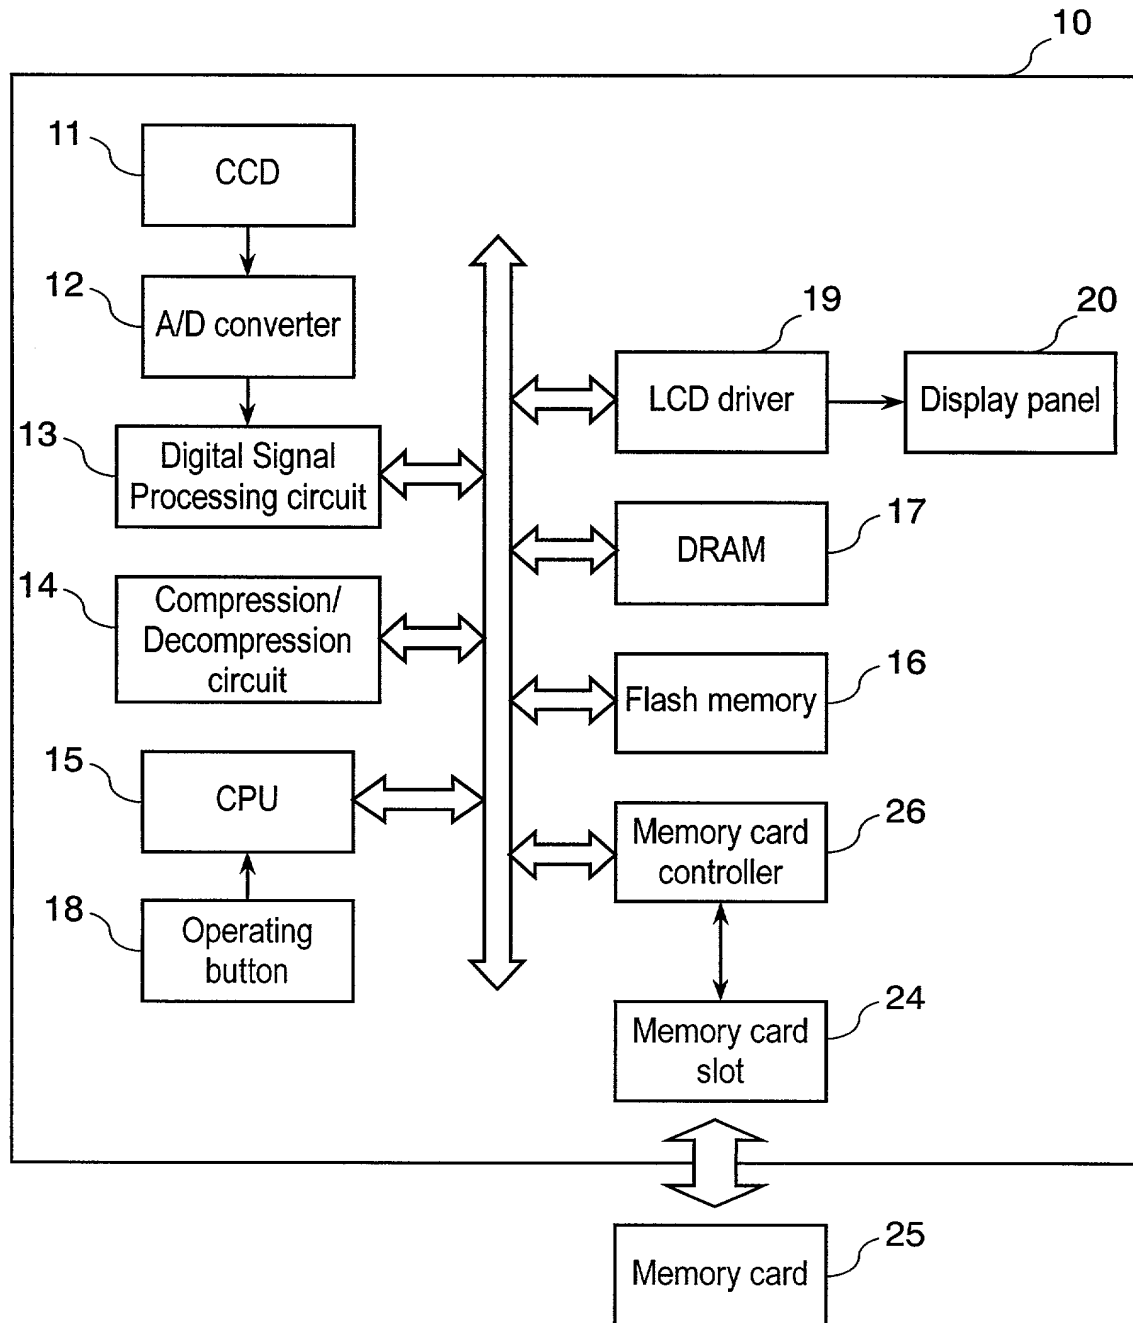 10
11
CCD
12
A/D converter
19
LCD driver
20
Display panel
13
Digital Signal
Processing circuit
17
DRAM
14
Compression/
Decompression
circuit
16
Flash memory
15
CPU
26
Memory card
controller
18
Operating
button
24
Memory card
slot
25
Memory card